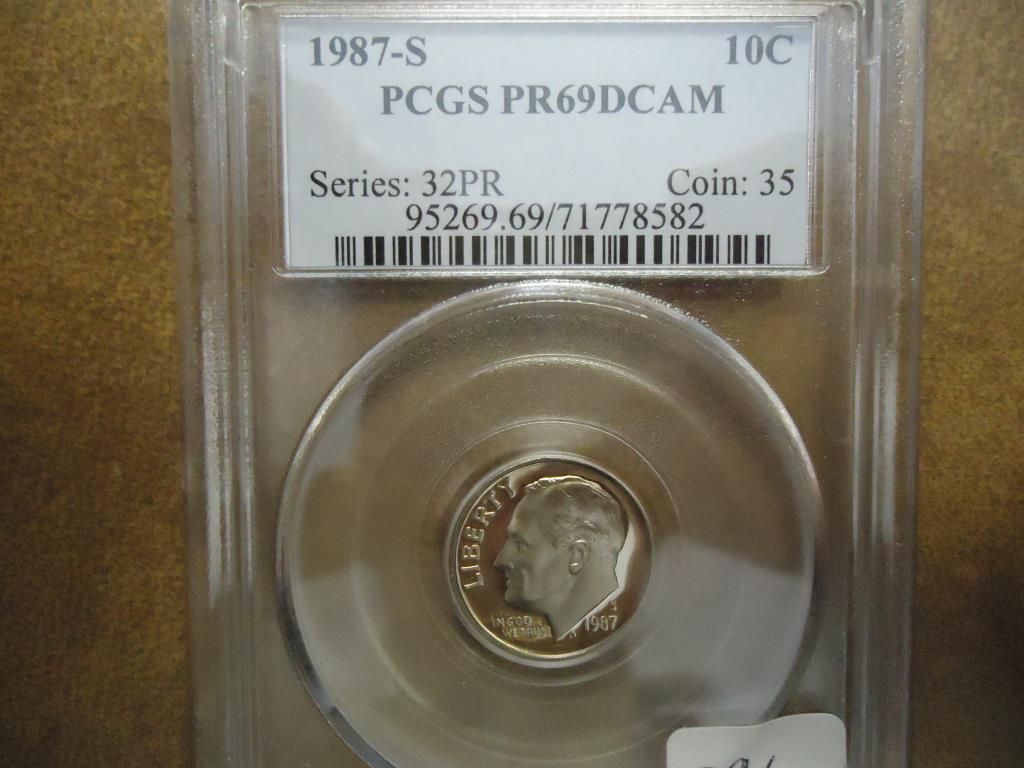 1987-S 10C
PCGS PR69DCAM
Series: 32PR Coin: 35
95269.69/71778582
LIBERTY
IN GOD
WE TRUST
S
1987